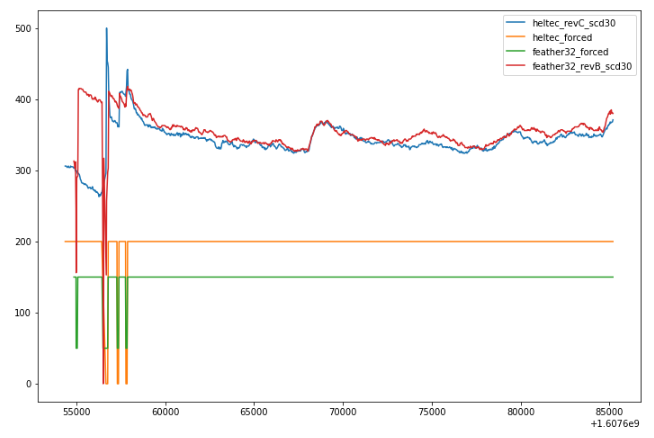 500
400
300
200
100
0
heltec_revC_scd30
heltec_forced
feather32_forced
feather32_revB_scd30
55000 60000 65000 70000 75000 80000 85000
+1.6076e9